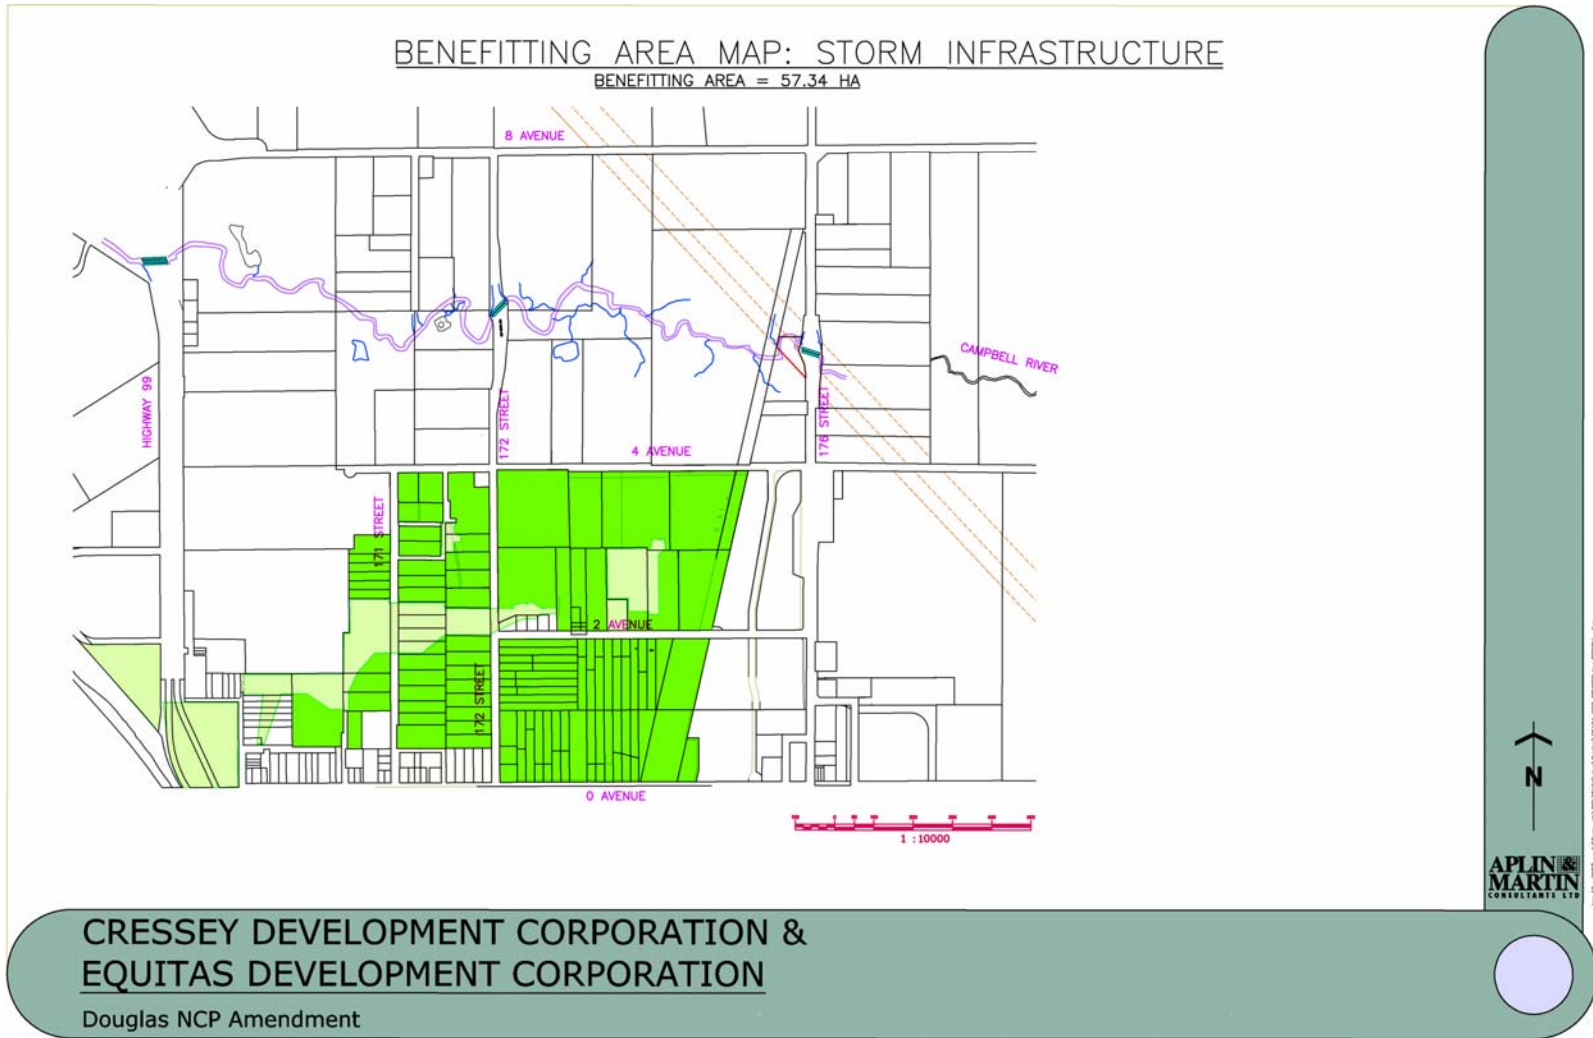 BENEFITTING AREA MAP: STORM INFRASTRUCTURE
BENEFITTING AREA = 57.34 HA
8 AVENUE
CAMPBELL RIVER
HIGHWAY 99
172 STREET
176 STREET
4 AVENUE
171 STREET
2 AVENUE
172 STREET
0 AVENUE
1 : 10000
N
APLIN &
MARTIN
CONSULTANTS LTD
CRESSEY DEVELOPMENT CORPORATION &
EQUITAS DEVELOPMENT CORPORATION
Douglas NCP Amendment